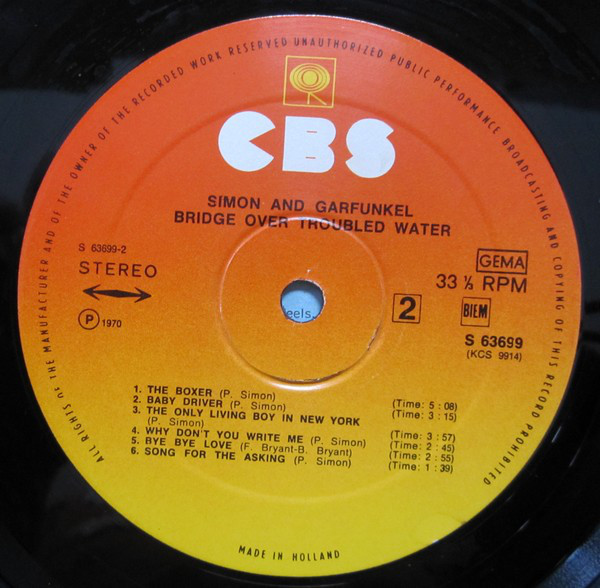 ALL RIGHTS OF THE MANUFACTURER AND OF THE OWNER OF THE RECORDED WORK RESERVED UNAUTHORIZED PUBLIC PERFORMANCE BROADCASTING AND COPYING OF THIS RECORD PROHIBITED
CBS
SIMON AND GARFUNKEL
BRIDGE OVER TROUBLED WATER
S 63699-2
STEREO
GEMA
33 ⅓ RPM
Ⓟ 1970
eels.
2
BIEM
S 63699
(KCS 9914)
1. THE BOXER (P. Simon) (Time: 5 : 08)
2. BABY DRIVER (P. Simon) (Time: 3 : 15)
3. THE ONLY LIVING BOY IN NEW YORK
(P. Simon) (Time: 3 : 57)
4. WHY DON'T YOU WRITE ME (P. Simon) (Time: 2 : 45)
5. BYE BYE LOVE (F. Bryant-B. Bryant) (Time: 2 : 55)
6. SONG FOR THE ASKING (P. Simon) (Time: 1 : 39)
MADE IN HOLLAND